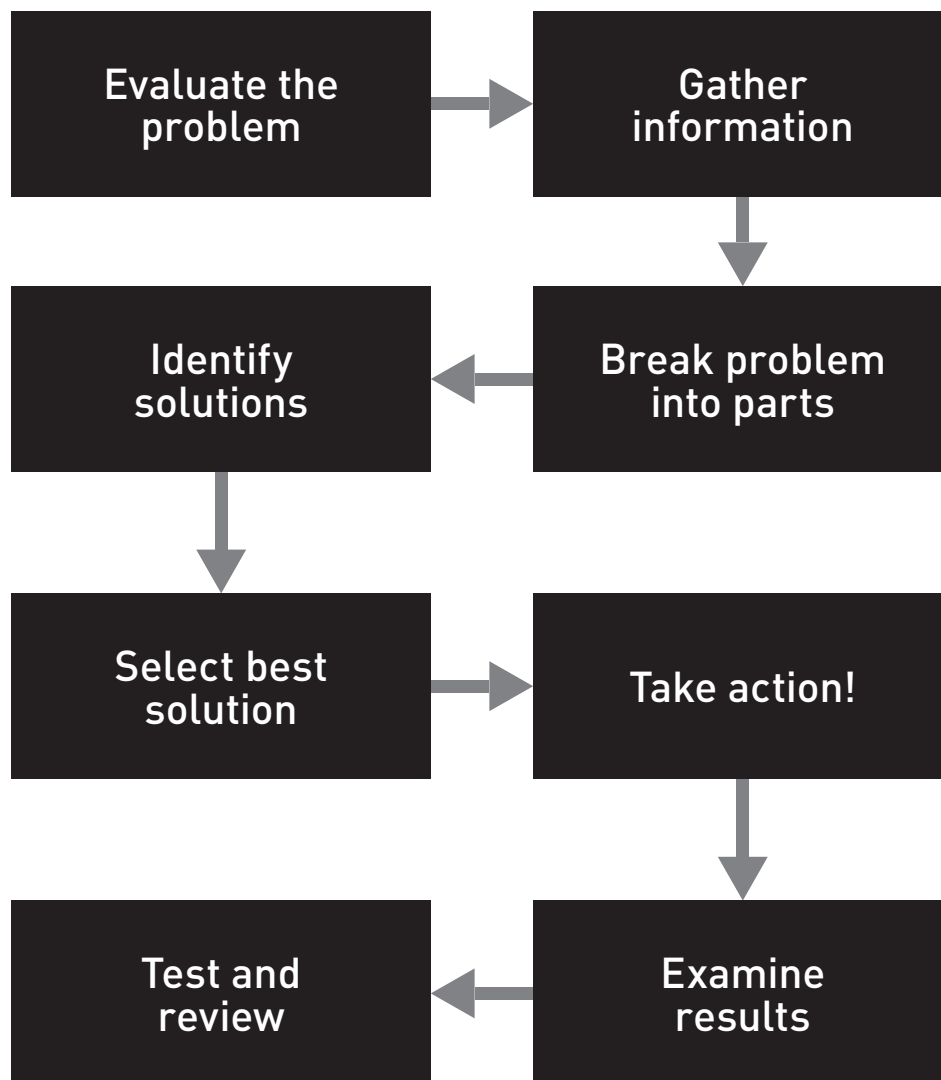 Evaluate the
problem
Gather
information
Break problem
into parts
Identify
solutions
Select best
solution
Take action!
Examine
results
Test and
review